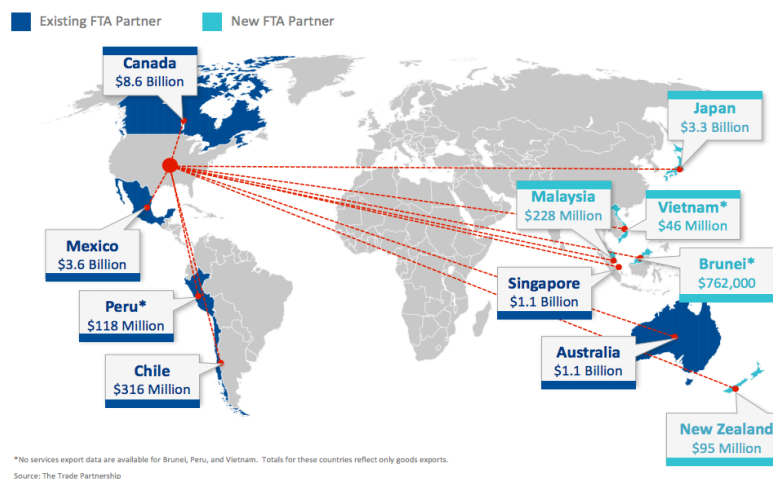 Existing FTA Partner
New FTA Partner
Canada
$8.6 Billion
Japan
$3.3 Billion
Malaysia
$228 Million
Vietnam*
$46 Million
Mexico
$3.6 Billion
Singapore
$1.1 Billion
Brunei*
$762,000
Peru*
$118 Million
Australia
$1.1 Billion
Chile
$316 Million
New Zealand
$95 Million
*No services export data are available for Brunei, Peru, and Vietnam. Totals for these countries reflect only goods exports.
Source: The Trade Partnership